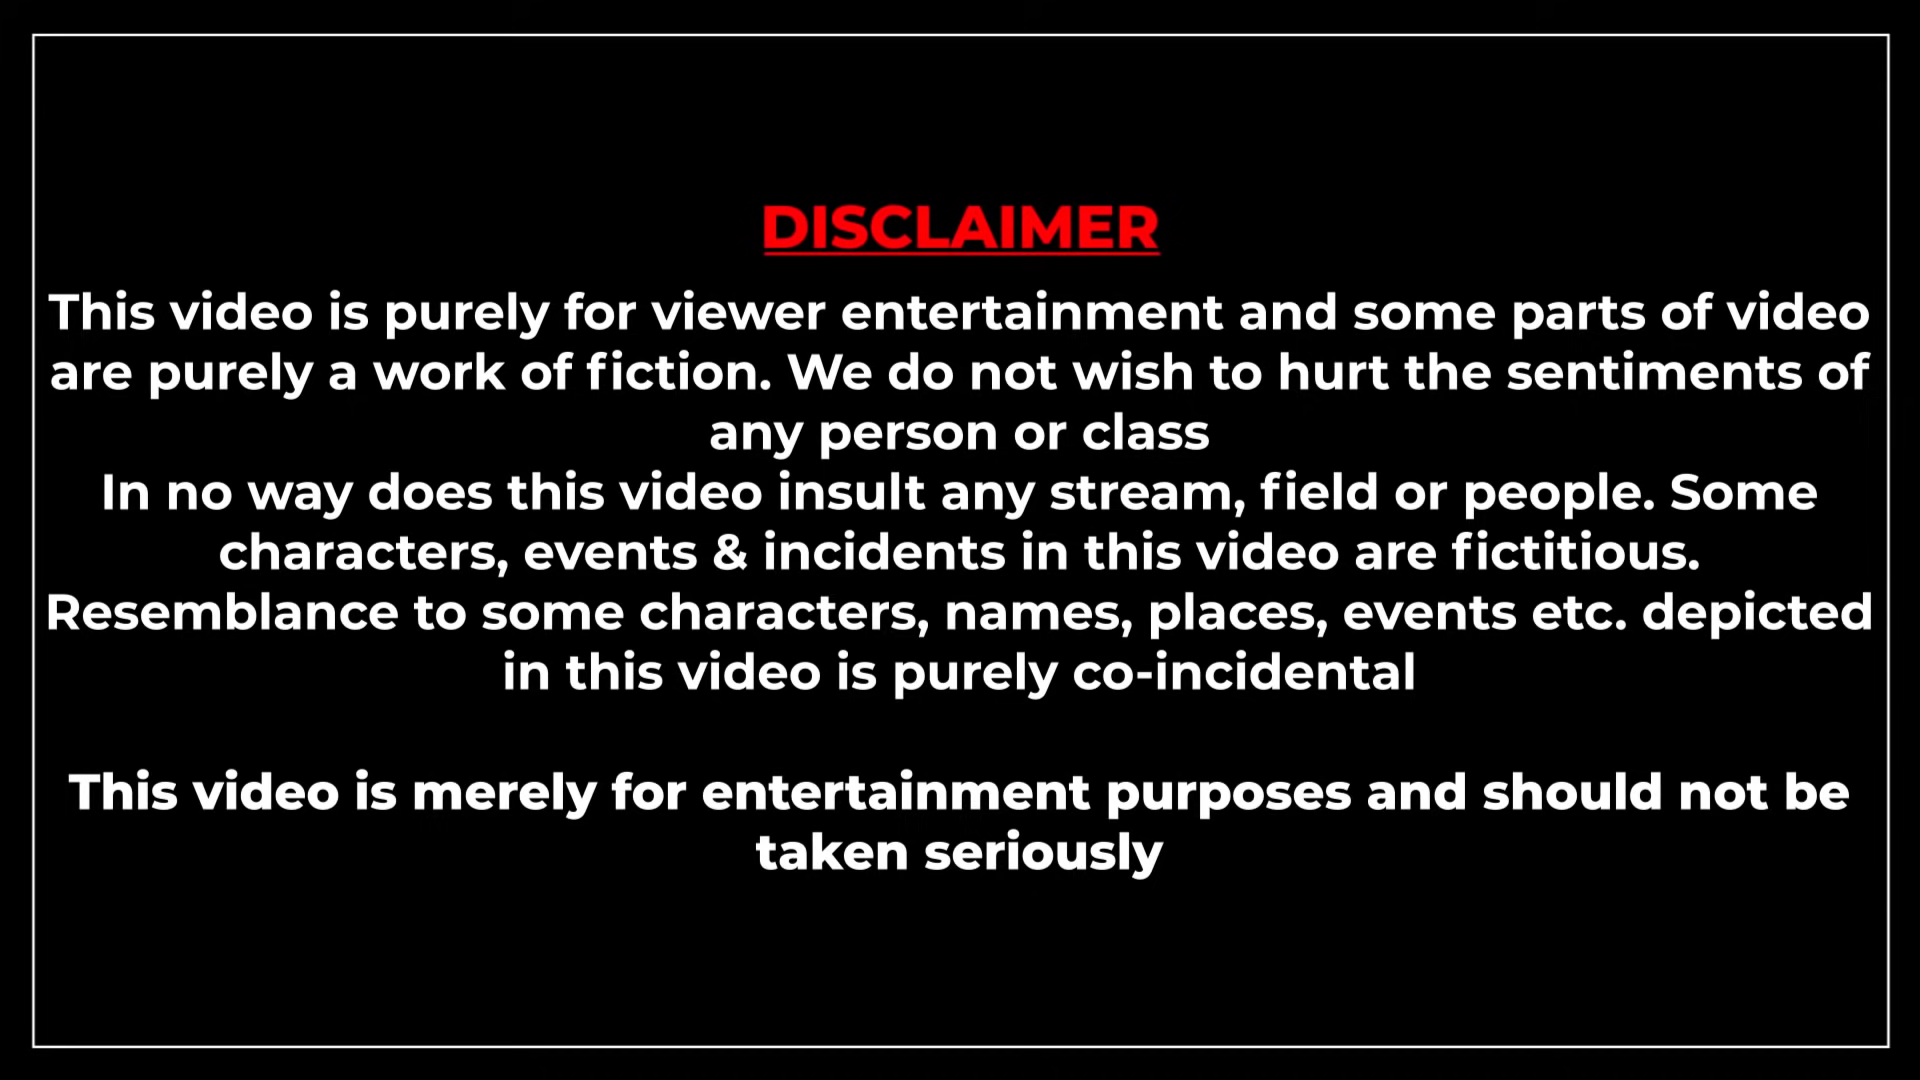 DISCLAIMER
This video is purely for viewer entertainment and some parts of video
are purely a work of fiction. We do not wish to hurt the sentiments of
any person or class
In no way does this video insult any stream, field or people. Some
characters, events & incidents in this video are fictitious.
Resemblance to some characters, names, places, events etc. depicted
in this video is purely co-incidental
This video is merely for entertainment purposes and should not be
taken seriously